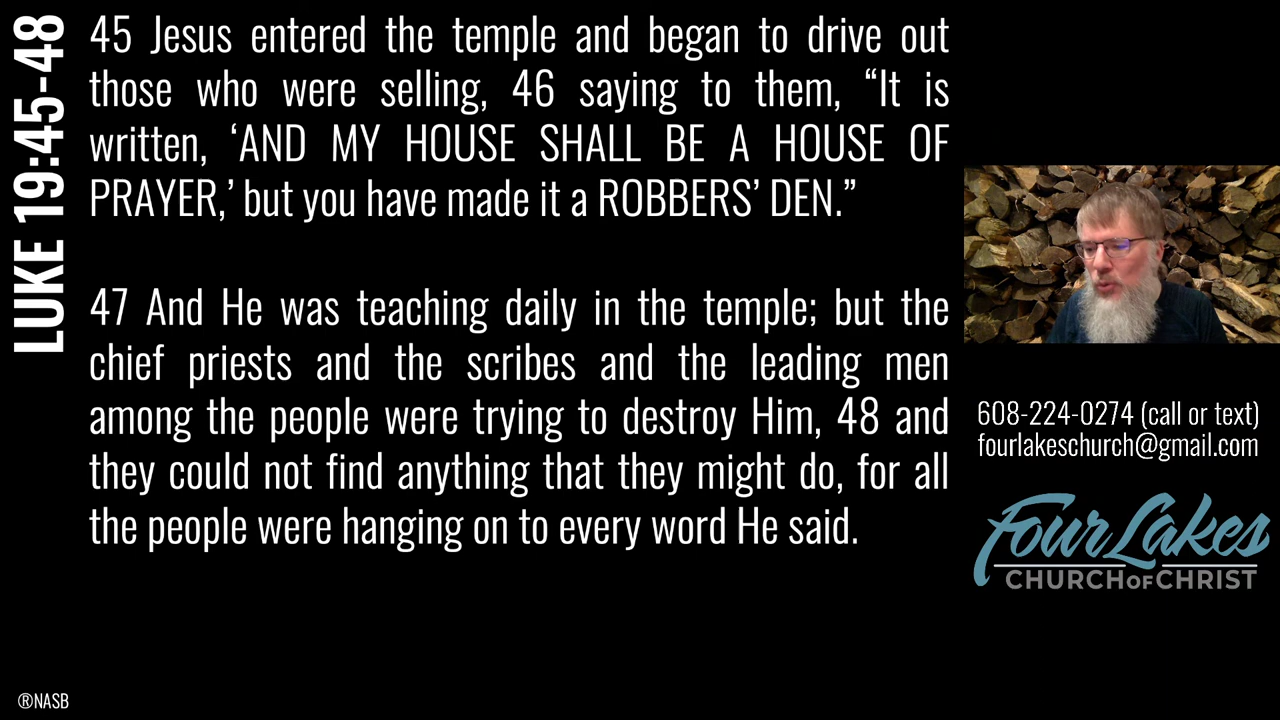 LUKE 19:45-48
45 Jesus entered the temple and began to drive out
those who were selling, 46 saying to them, “It is
written, ‘AND MY HOUSE SHALL BE A HOUSE OF
PRAYER,’ but you have made it a ROBBERS’ DEN.”
47 And He was teaching daily in the temple; but the
chief priests and the scribes and the leading men
among the people were trying to destroy Him, 48 and
they could not find anything that they might do, for all
the people were hanging on to every word He said.
608-224-0274 (call or text)
fourlakeschurch@gmail.com
Four Lakes
CHURCH OF CHRIST
®NASB